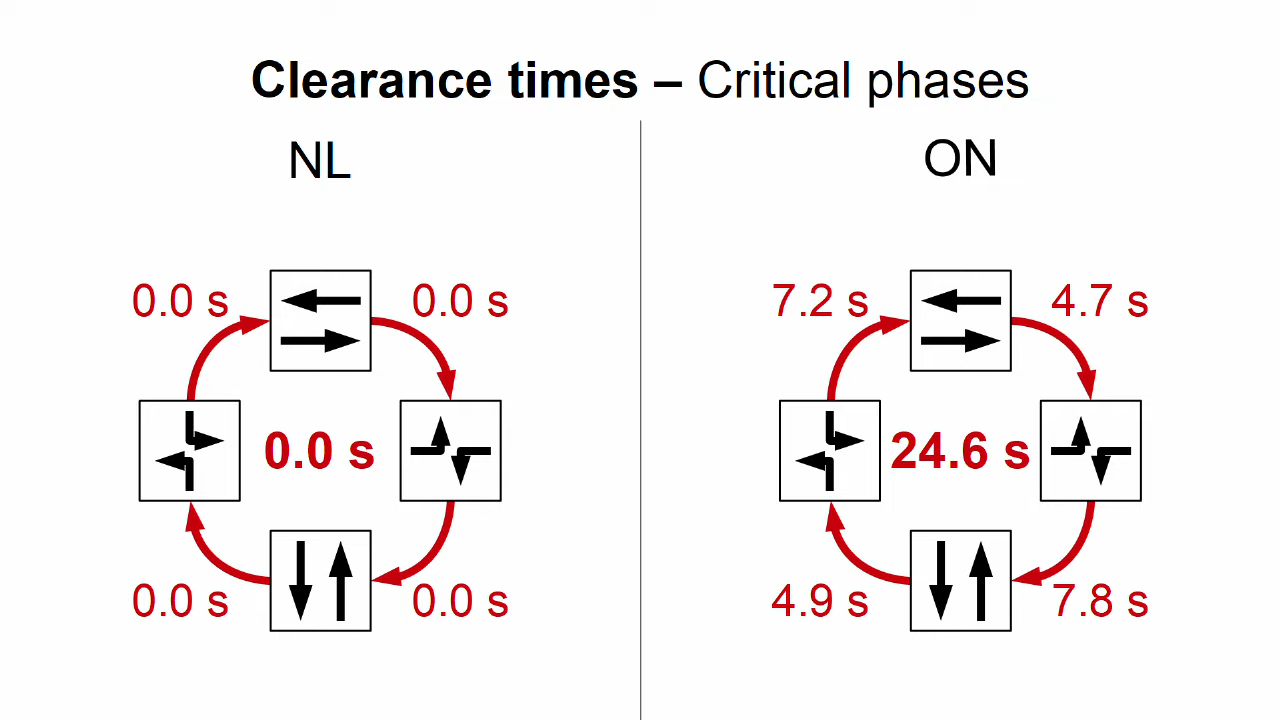 Clearance times – Critical phases
NL
0.0 s
0.0 s
0.0 s
0.0 s
0.0 s
ON
7.2 s
4.7 s
24.6 s
4.9 s
7.8 s